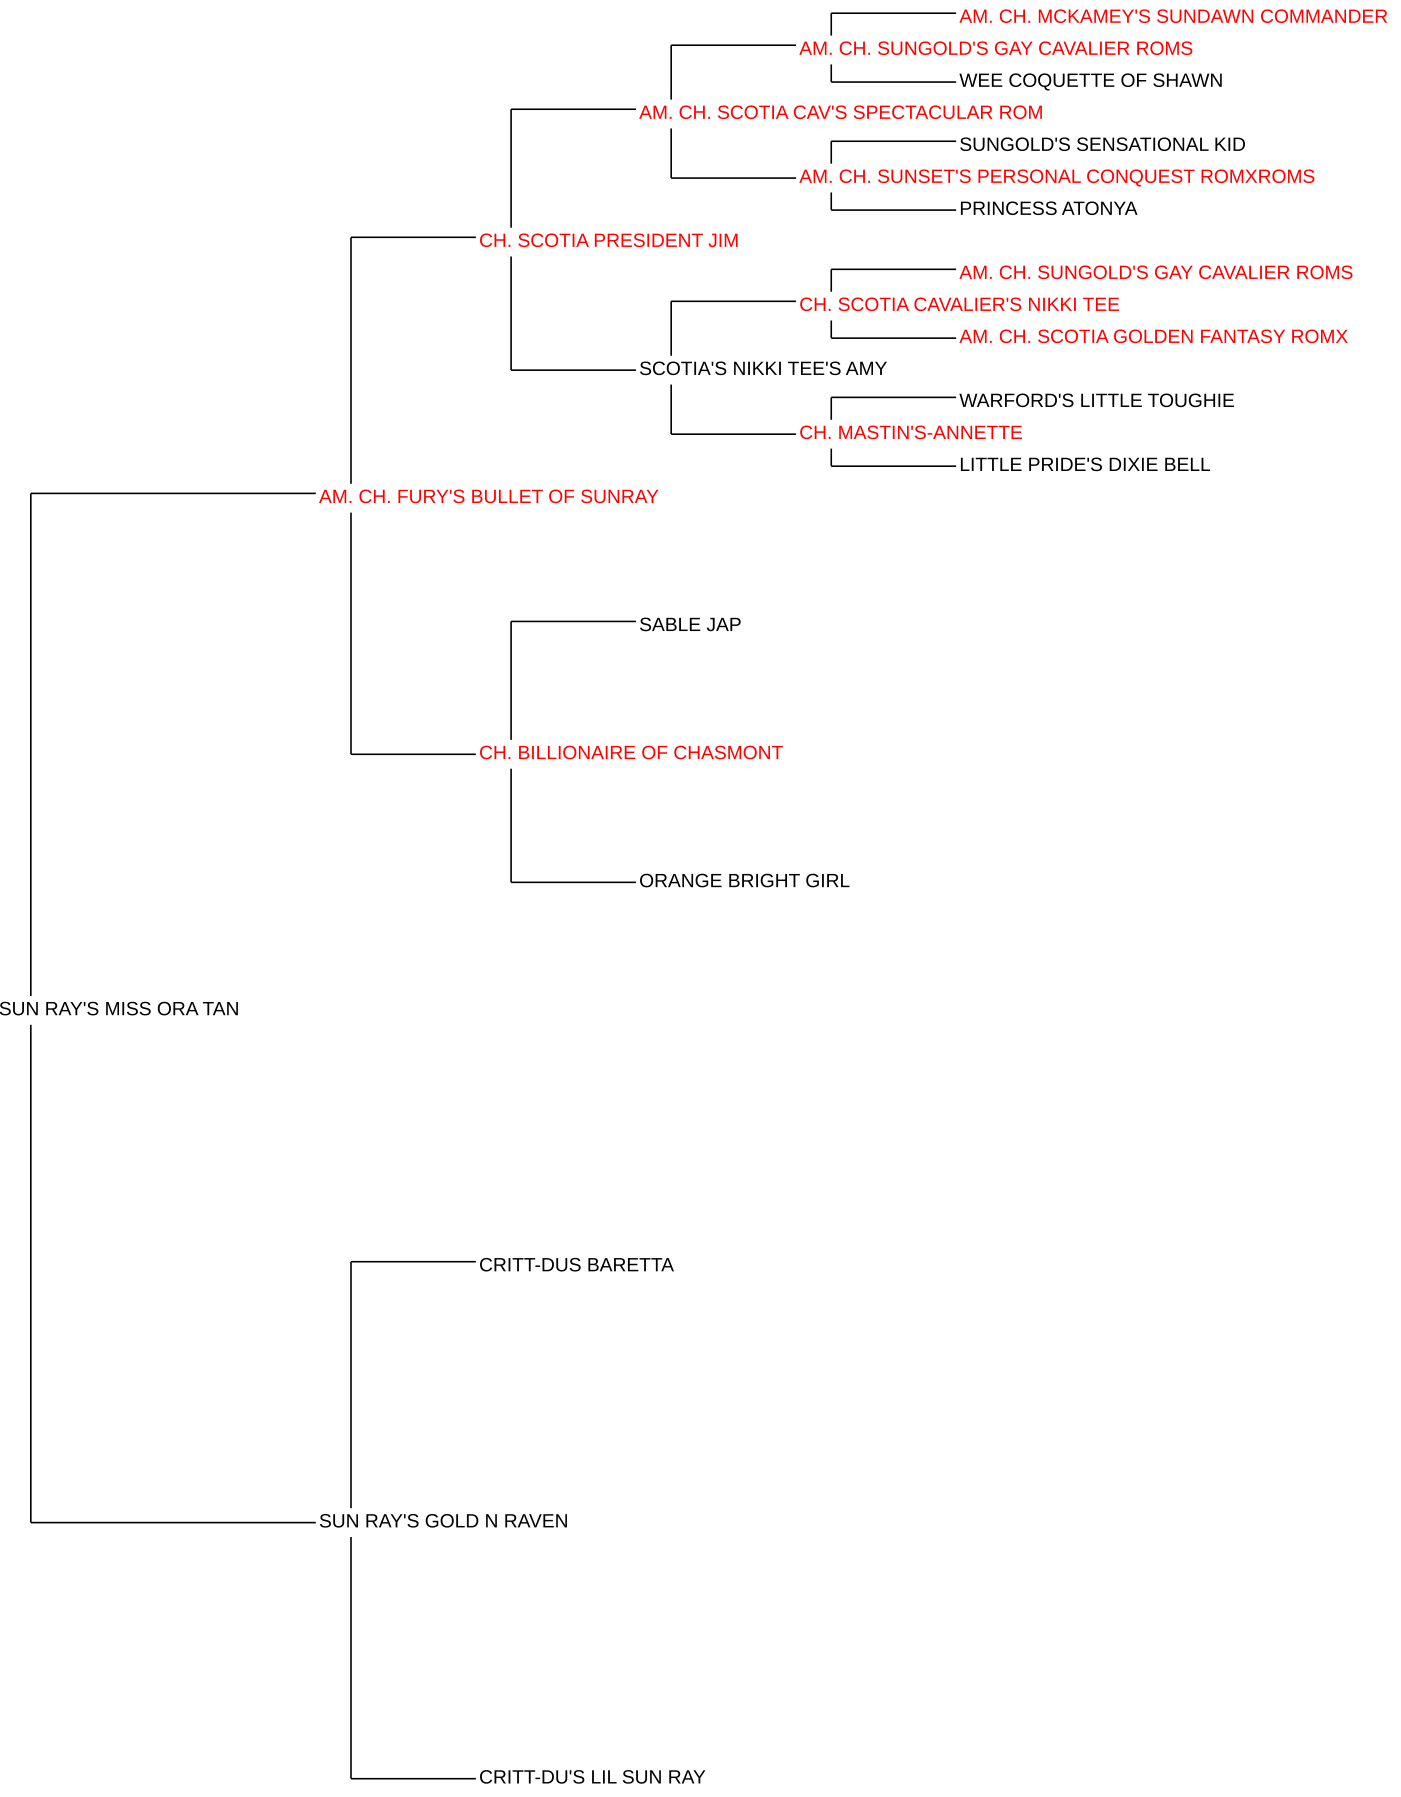 AM. CH. MCKAMEY'S SUNDAWN COMMANDER
AM. CH. SUNGOLD'S GAY CAVALIER ROMS
WEE COQUETTE OF SHAWN
AM. CH. SCOTIA CAV'S SPECTACULAR ROM
SUNGOLD'S SENSATIONAL KID
AM. CH. SUNSET'S PERSONAL CONQUEST ROMXROMS
PRINCESS ATONYA
CH. SCOTIA PRESIDENT JIM
AM. CH. SUNGOLD'S GAY CAVALIER ROMS
CH. SCOTIA CAVALIER'S NIKKI TEE
AM. CH. SCOTIA GOLDEN FANTASY ROMX
SCOTIA'S NIKKI TEE'S AMY
WARFORD'S LITTLE TOUGHIE
CH. MASTIN'S-ANNETTE
LITTLE PRIDE'S DIXIE BELL
AM. CH. FURY'S BULLET OF SUNRAY
SABLE JAP
CH. BILLIONAIRE OF CHASMONT
ORANGE BRIGHT GIRL
SUN RAY'S MISS ORA TAN
CRITT-DUS BARETTA
SUN RAY'S GOLD N RAVEN
CRITT-DU'S LIL SUN RAY